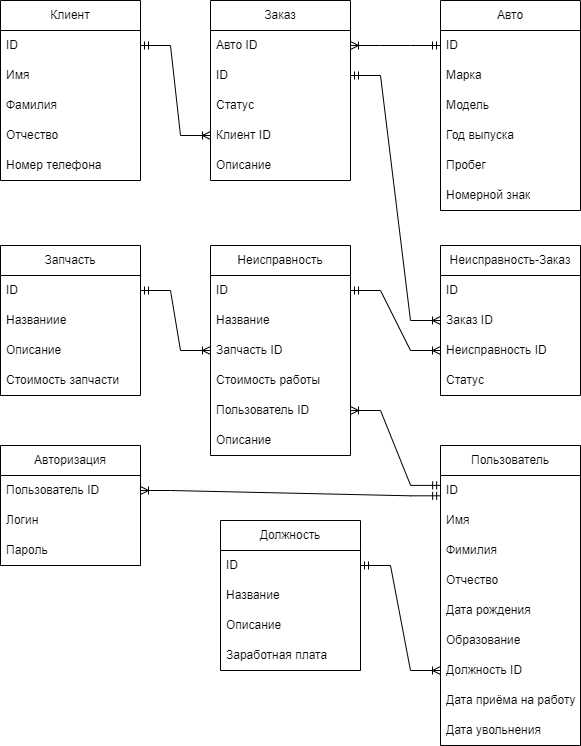 Клиент
ID
Имя
Фамилия
Отчество
Номер телефона
Заказ
Авто ID
ID
Статус
Клиент ID
Описание
Авто
ID
Марка
Модель
Год выпуска
Пробег
Номерной знак
Запчасть
ID
Названиие
Описание
Стоимость запчасти
Неисправность
ID
Название
Запчасть ID
Стоимость работы
Пользователь ID
Описание
Неисправность-Заказ
ID
Заказ ID
Неисправность ID
Статус
Авторизация
Пользователь ID
Логин
Пароль
Должность
ID
Название
Описание
Заработная плата
Пользователь
ID
Имя
Фимилия
Отчество
Дата рождения
Образование
Должность ID
Дата приёма на работу
Дата увольнения